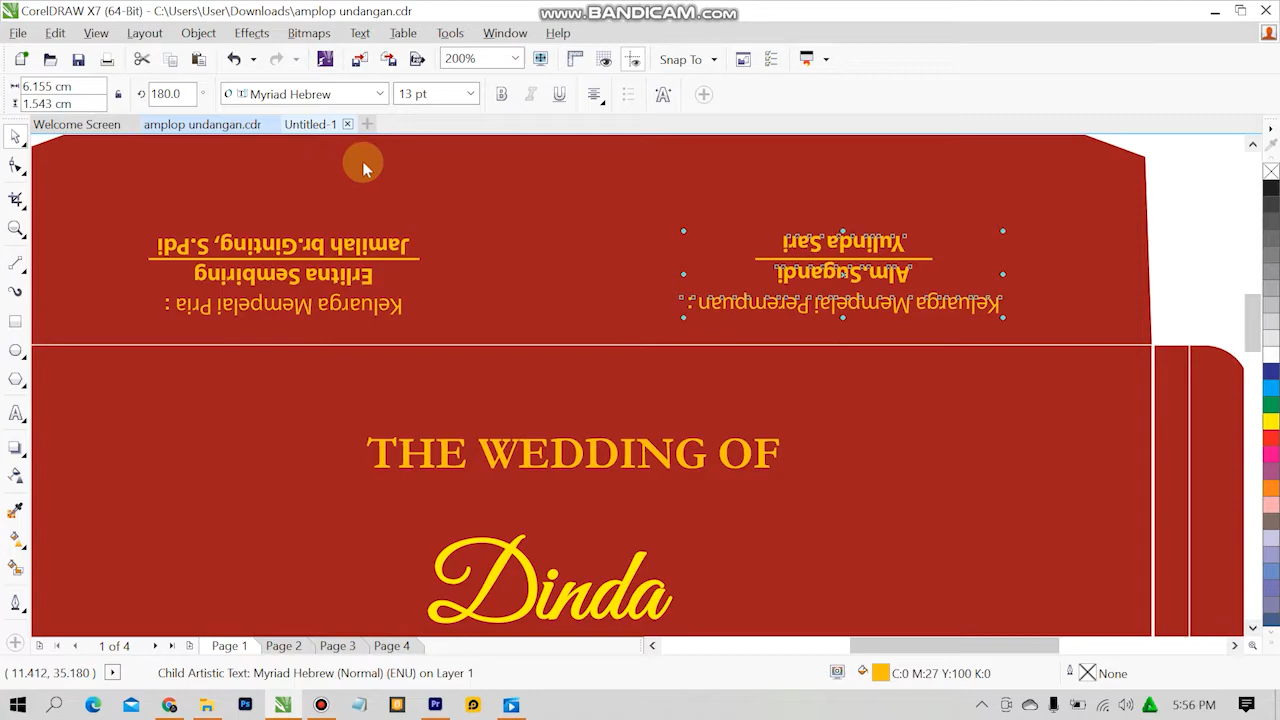 CorelDRAW X7 (64-Bit) - C:\Users\User\Downloads\amplop undangan.cdr
www.BANDICAM.com
File Edit View Layout Object Effects Bitmaps Text Table Tools Window Help
200% Snap To
6.155 cm
1.543 cm
180.0 ° Myriad Hebrew 13 pt
Welcome Screen amplop undangan.cdr Untitled-1
Jamilah br.Ginting, S.Pdi
Erlitna Sembiring
Keluarga Mempelai Pria :
Yulinda Sari
Alm.Sugandi
Keluarga Mempelai Perempuan :
THE WEDDING OF
Dinda
1 of 4 Page 1 Page 2 Page 3 Page 4
(11.412, 35.180) Child Artistic Text: Myriad Hebrew (Normal) (ENU) on Layer 1 C:0 M:27 Y:100 K:0 None
5:56 PM